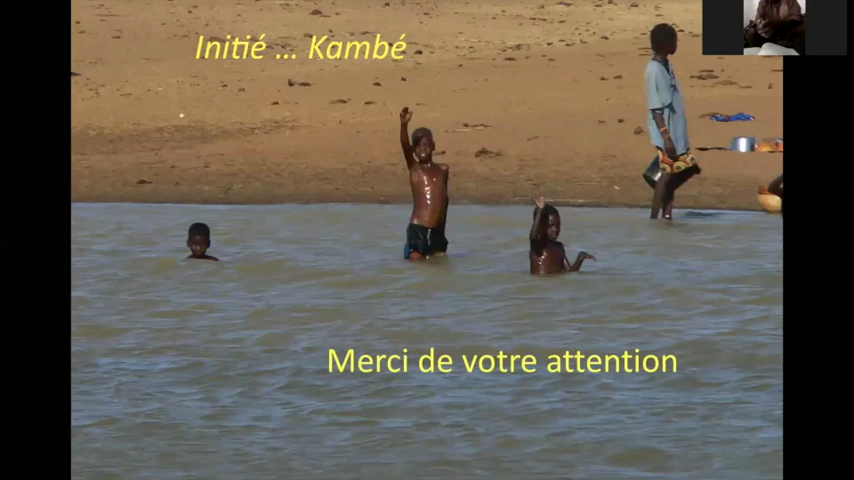 Initié ... Kambé
Merci de votre attention